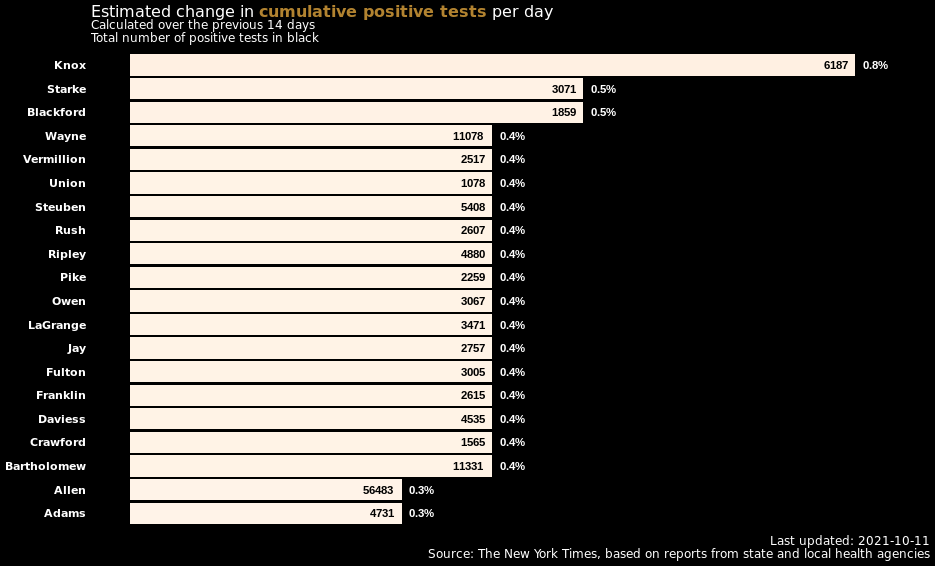 Estimated change in cumulative positive tests per day
Calculated over the previous 14 days
Total number of positive tests in black
Knox 6187 0.8%
Starke 3071 0.5%
Blackford 1859 0.5%
Wayne 11078 0.4%
Vermillion 2517 0.4%
Union 1078 0.4%
Steuben 5408 0.4%
Rush 2607 0.4%
Ripley 4880 0.4%
Pike 2259 0.4%
Owen 3067 0.4%
LaGrange 3471 0.4%
Jay 2757 0.4%
Fulton 3005 0.4%
Franklin 2615 0.4%
Daviess 4535 0.4%
Crawford 1565 0.4%
Bartholomew 11331 0.4%
Allen 56483 0.3%
Adams 4731 0.3%
Last updated: 2021-10-11
Source: The New York Times, based on reports from state and local health agencies